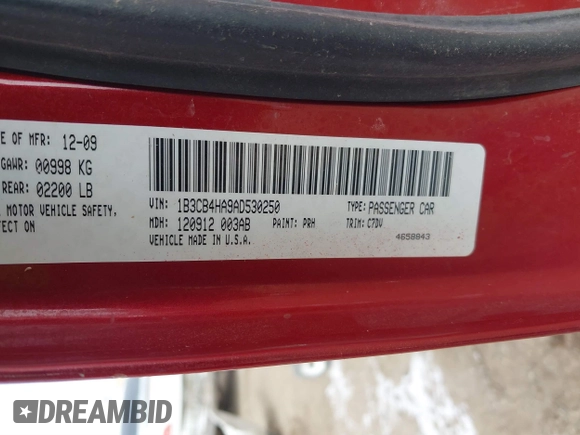 E OF MFR: 12-09
GAWR: 00998 KG
REAR: 02200 LB
MOTOR VEHICLE SAFETY,
FECT ON
VIN: 1B3CB4HA9AD530250
TYPE: PASSENGER CAR
MDH: 120912 003AB
PAINT: PRH
TRIM: C7DV
VEHICLE MADE IN U.S.A.
4658943
DREAMBID